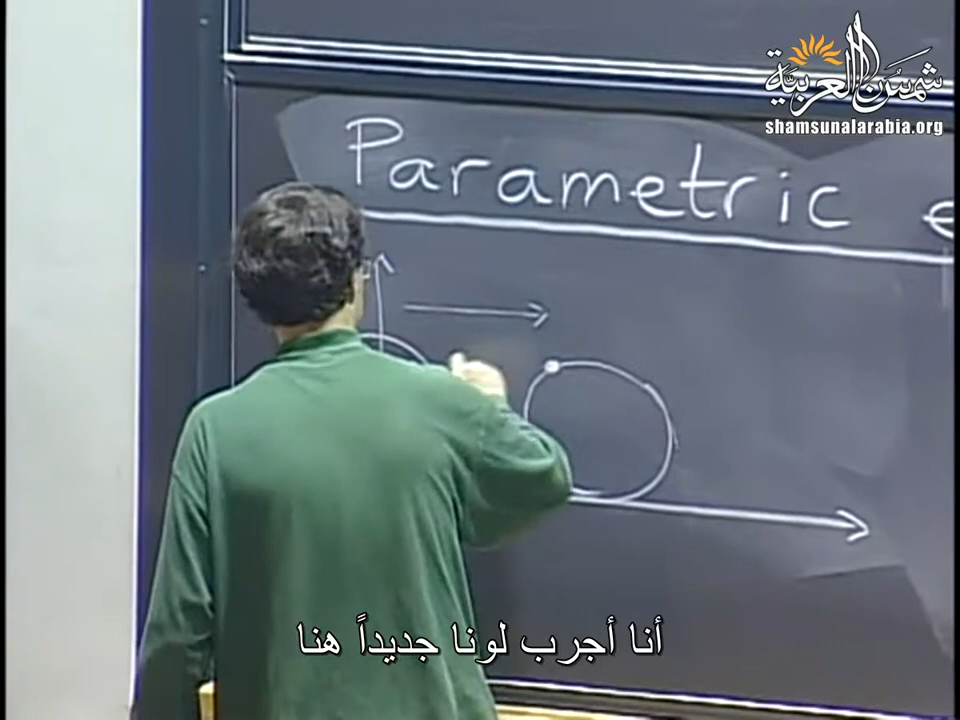 شمس العربية
shamsunalarabia.org
Parametric e
أنا أجرب لونا جديداً هنا